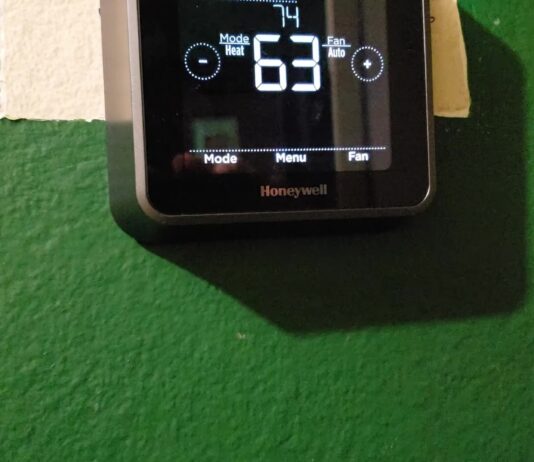 74
Mode Fan
Heat 63 Auto
- +
Mode Menu Fan
Honeywell